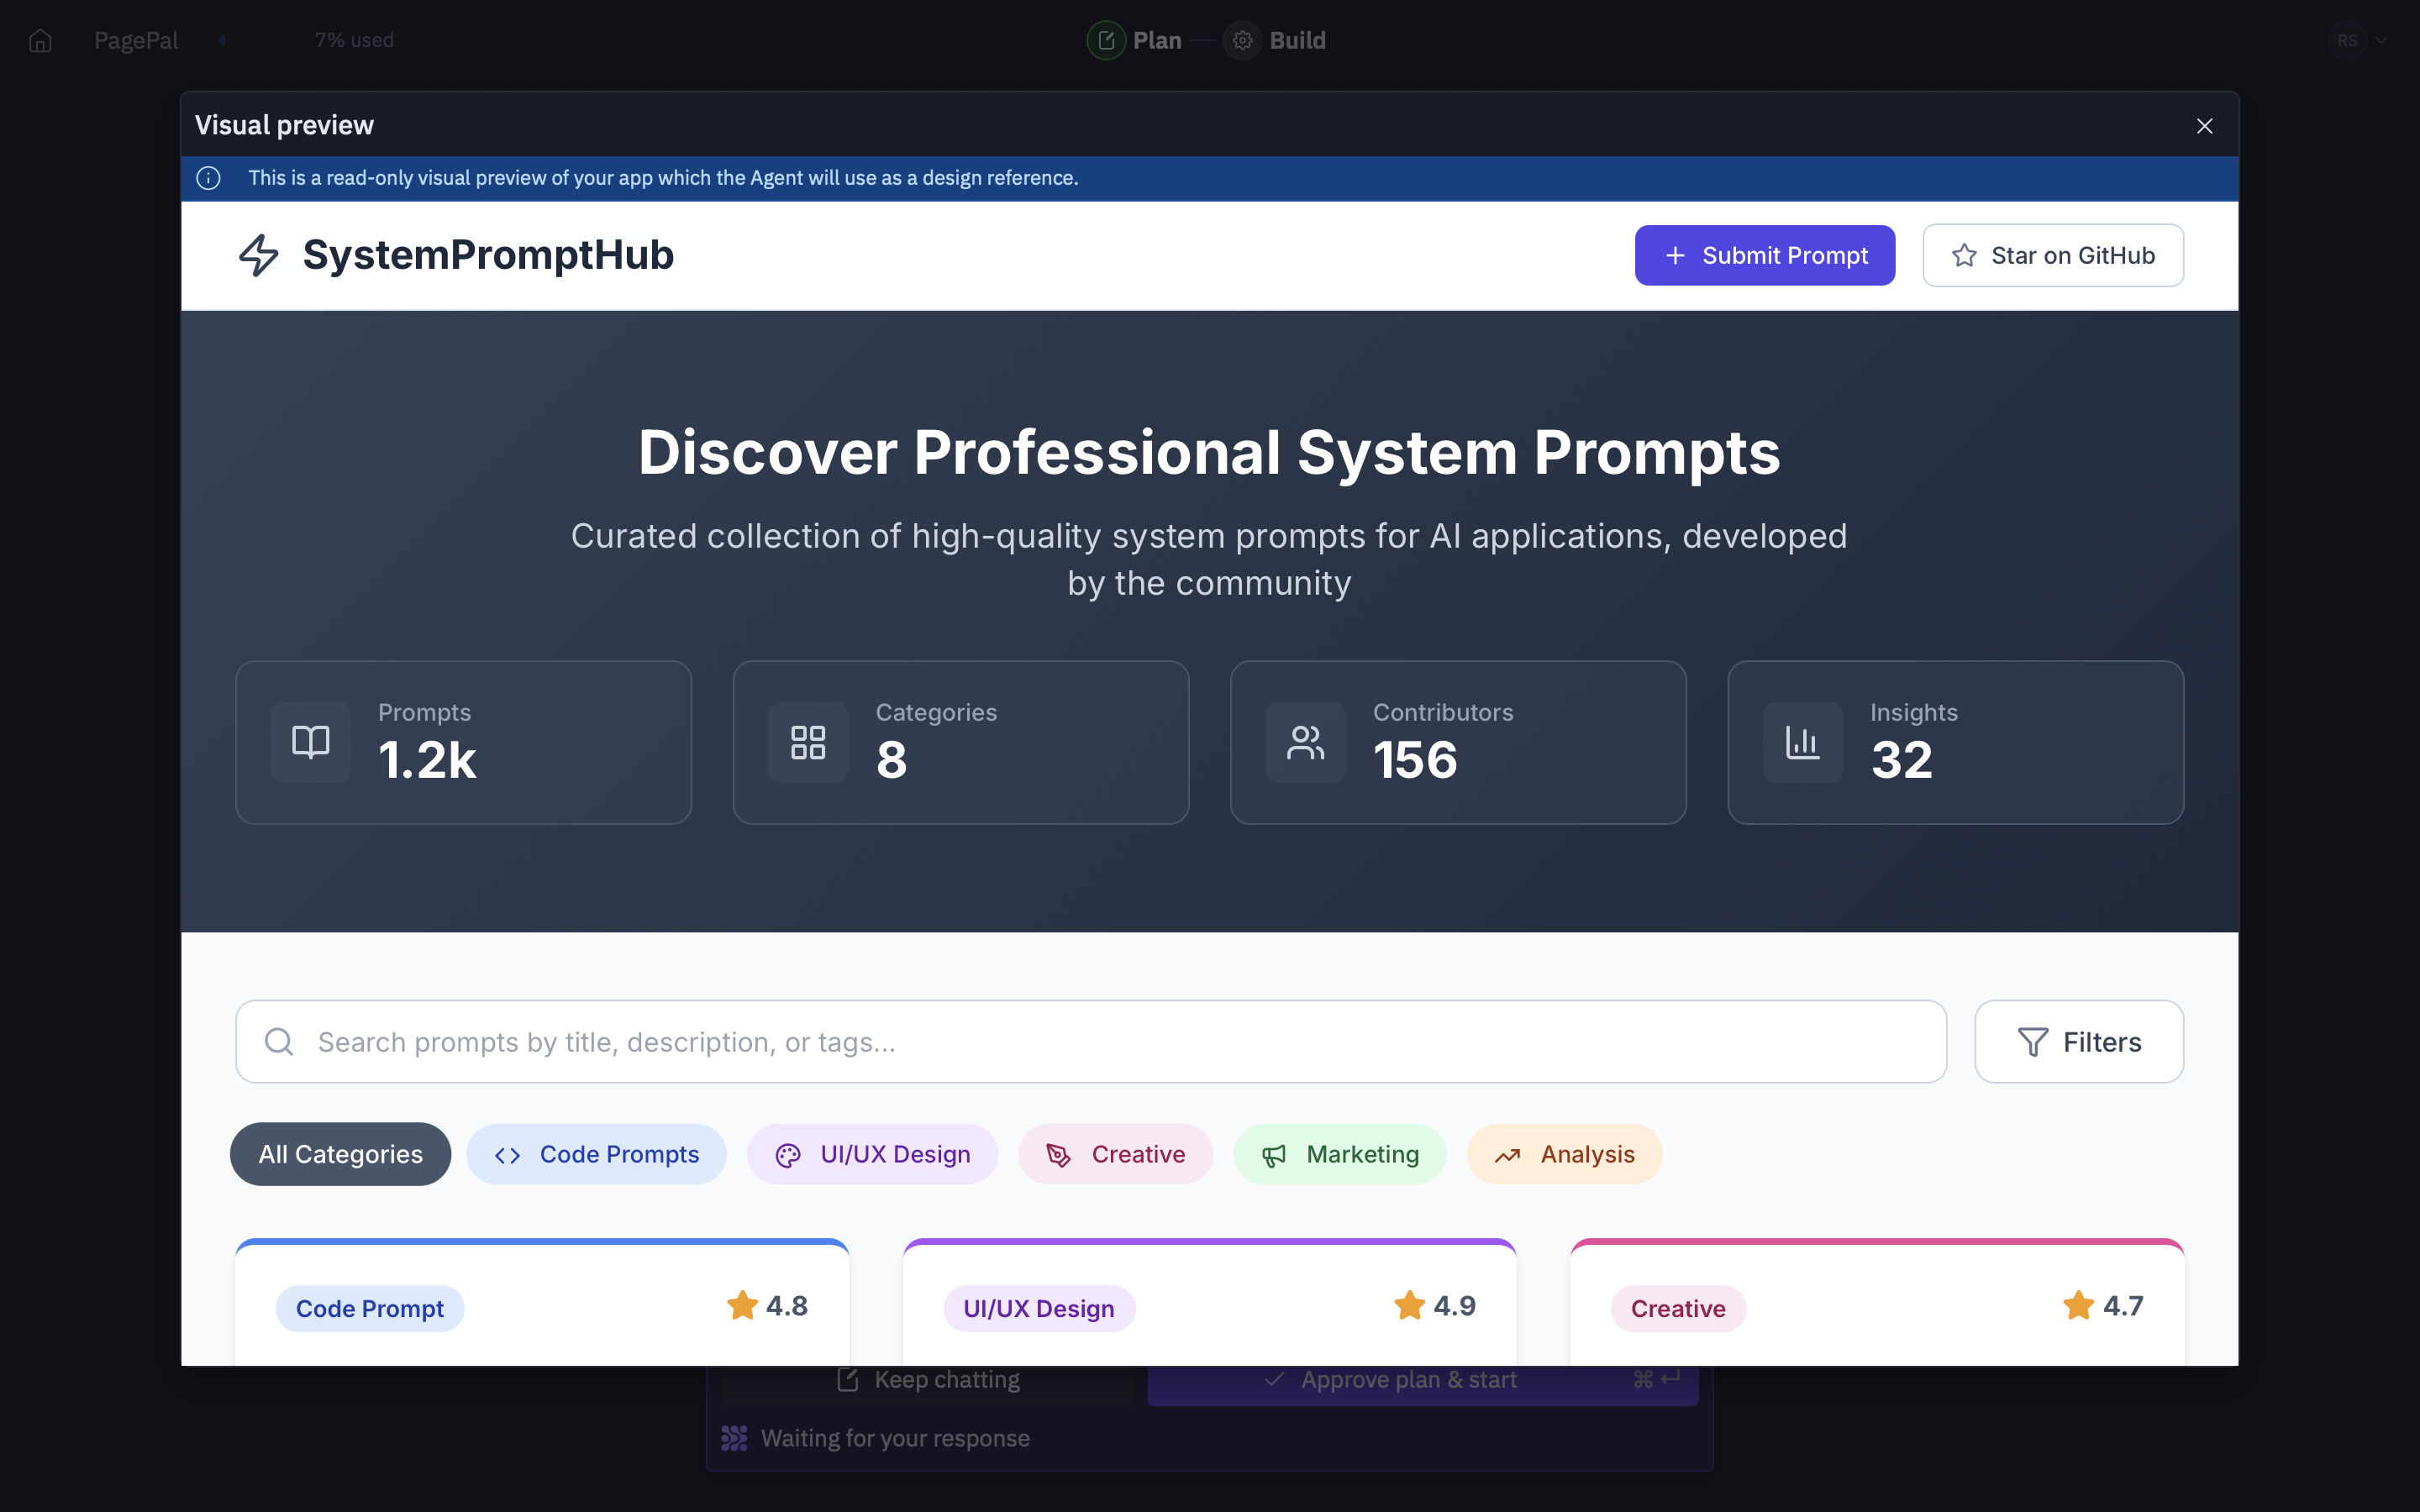 PagePal
7% used
Plan
Build
RS
Visual preview
This is a read-only visual preview of your app which the Agent will use as a design reference.
SystemPromptHub
Submit Prompt
Star on GitHub
Discover Professional System Prompts
Curated collection of high-quality system prompts for AI applications, developed
by the community
Prompts
1.2k
Categories
8
Contributors
156
Insights
32
Search prompts by title, description, or tags...
Filters
All Categories
Code Prompts
UI/UX Design
Creative
Marketing
Analysis
Code Prompt
4.8
UI/UX Design
4.9
Creative
4.7
Keep chatting
Approve plan & start
⌘ ↵
Waiting for your response